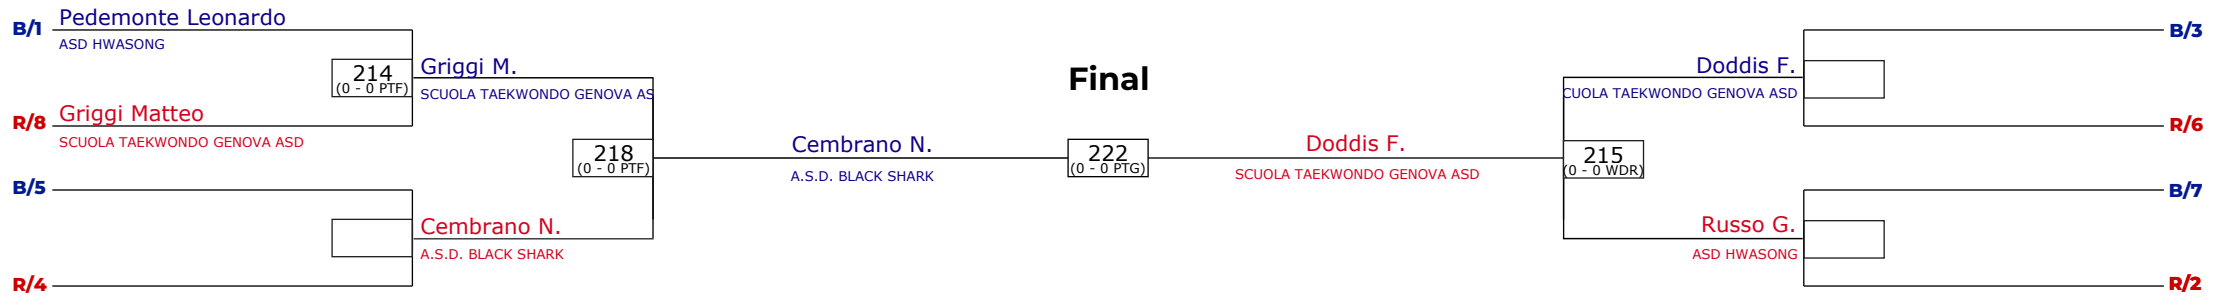 B/1 Pedemonte Leonardo
ASD HWASONG
214
(0 - 0 PTF)
R/8 Griggi Matteo
SCUOLA TAEKWONDO GENOVA ASD
Griggi M.
SCUOLA TAEKWONDO GENOVA AS
218
(0 - 0 PTF)
B/5
Cembrano N.
A.S.D. BLACK SHARK
R/4
Final
Cembrano N.
A.S.D. BLACK SHARK
222
(0 - 0 PTG)
Doddis F.
SCUOLA TAEKWONDO GENOVA ASD
215
(0 - 0 WDR)
B/3
Doddis F.
CUOLA TAEKWONDO GENOVA ASD
R/6
B/7
Russo G.
ASD HWASONG
R/2